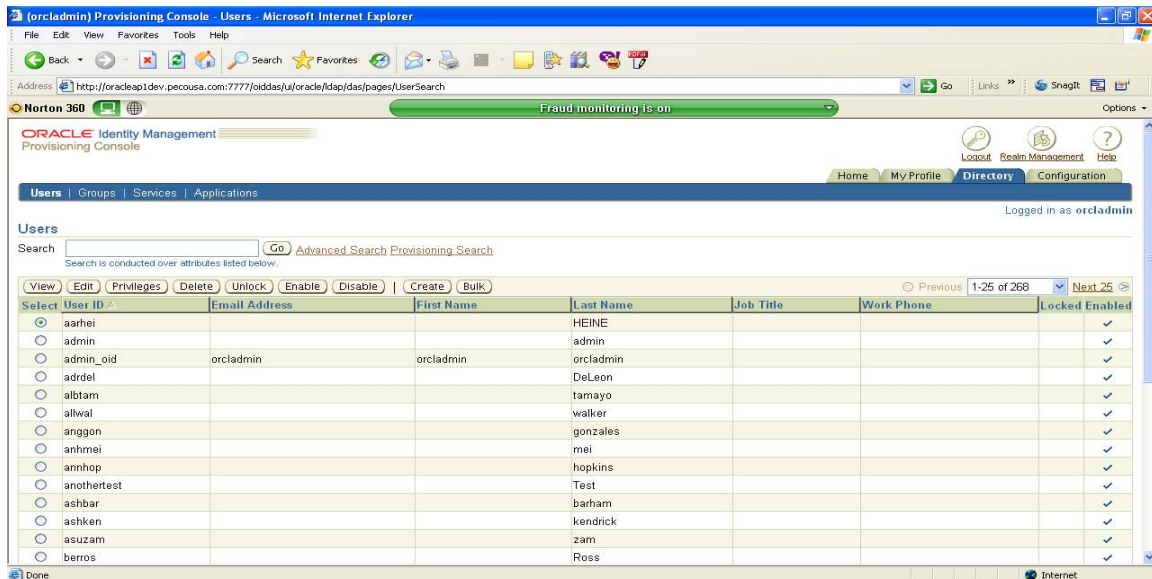 (orcladmin) Provisioning Console - Users - Microsoft Internet Explorer
File Edit View Favorites Tools Help
Back Search Favorites
Address http://oracleap1dev.pecousa.com:7777/oiddas/ui/oracle/ldap/das/pages/UserSearch Go Links » SnagIt
Norton 360 Fraud monitoring is on Options
ORACLE Identity Management
Provisioning Console
Logout Realm Management Help
Home My Profile Directory Configuration
Users | Groups | Services | Applications
Logged in as orcladmin
Users
Search Go Advanced Search Provisioning Search
Search is conducted over attributes listed below.
View Edit Privileges Delete Unlock Enable Disable | Create Bulk Previous 1-25 of 268 Next 25
Select User ID Email Address First Name Last Name Job Title Work Phone Locked Enabled
aarhei HEINE
admin admin
admin_oid orcladmin orcladmin orcladmin
adrdel DeLeon
albtam tamayo
allwal walker
anggon gonzales
anhmei mei
annhop hopkins
anothertest Test
ashbar barham
ashken kendrick
asuzam zam
berros Ross
Done Internet